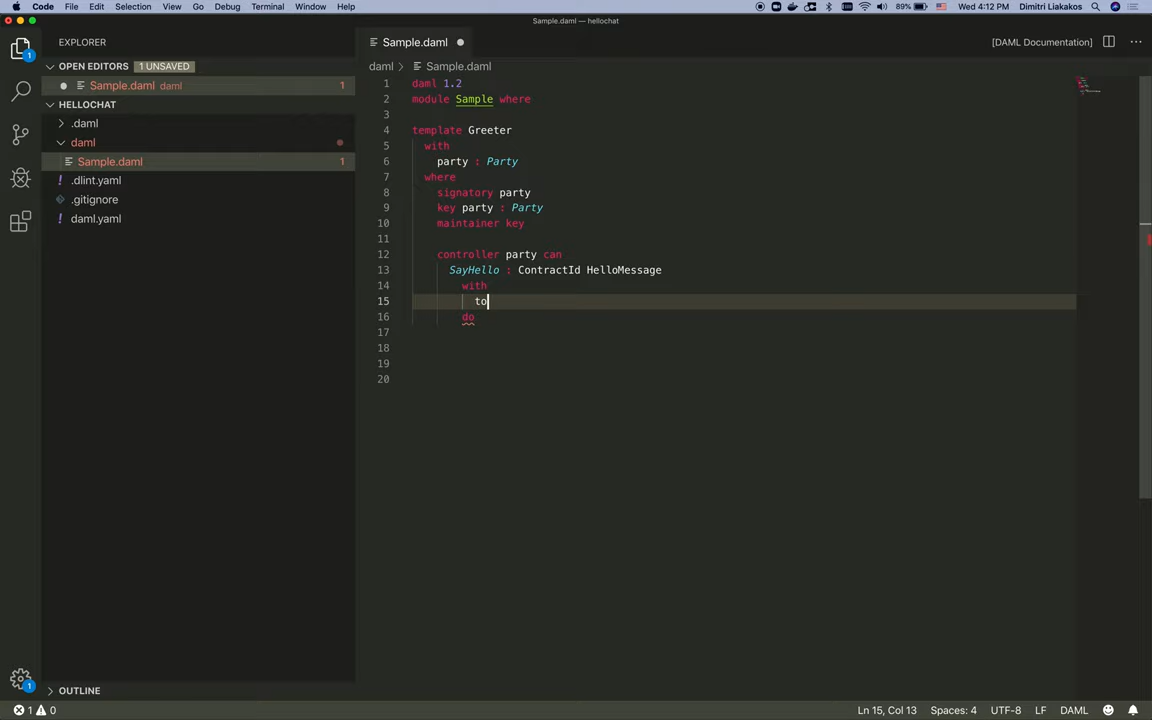 Code File Edit Selection View Go Debug Terminal Window Help 89% Wed 4:12 PM Dimitri Liakakos
Sample.daml — hellochat
EXPLORER
OPEN EDITORS 1 UNSAVED
Sample.daml daml 1
HELLOCHAT
.daml
daml
Sample.daml 1
.dlint.yaml
.gitignore
daml.yaml
OUTLINE
1
1
Sample.daml
[DAML Documentation]
daml Sample.daml
1 daml 1.2
2 module Sample where
3
4 template Greeter
5 with
6 party : Party
7 where
8 signatory party
9 key party : Party
10 maintainer key
11
12 controller party can
13 SayHello : ContractId HelloMessage
14 with
15 to
16 do
17
18
19
20
1 0 Ln 15, Col 13 Spaces: 4 UTF-8 LF DAML